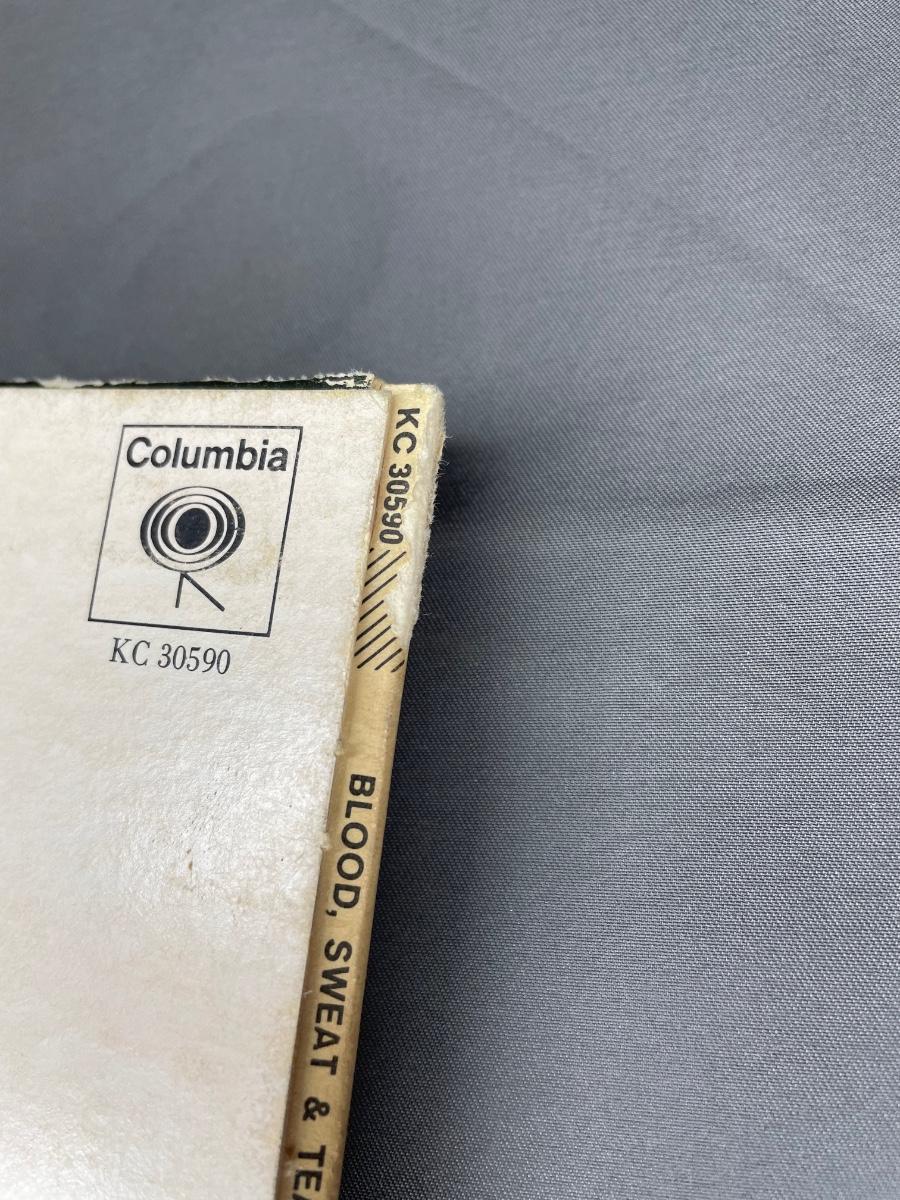 Columbia
KC 30590
KC 30590
BLOOD, SWEAT & TEA